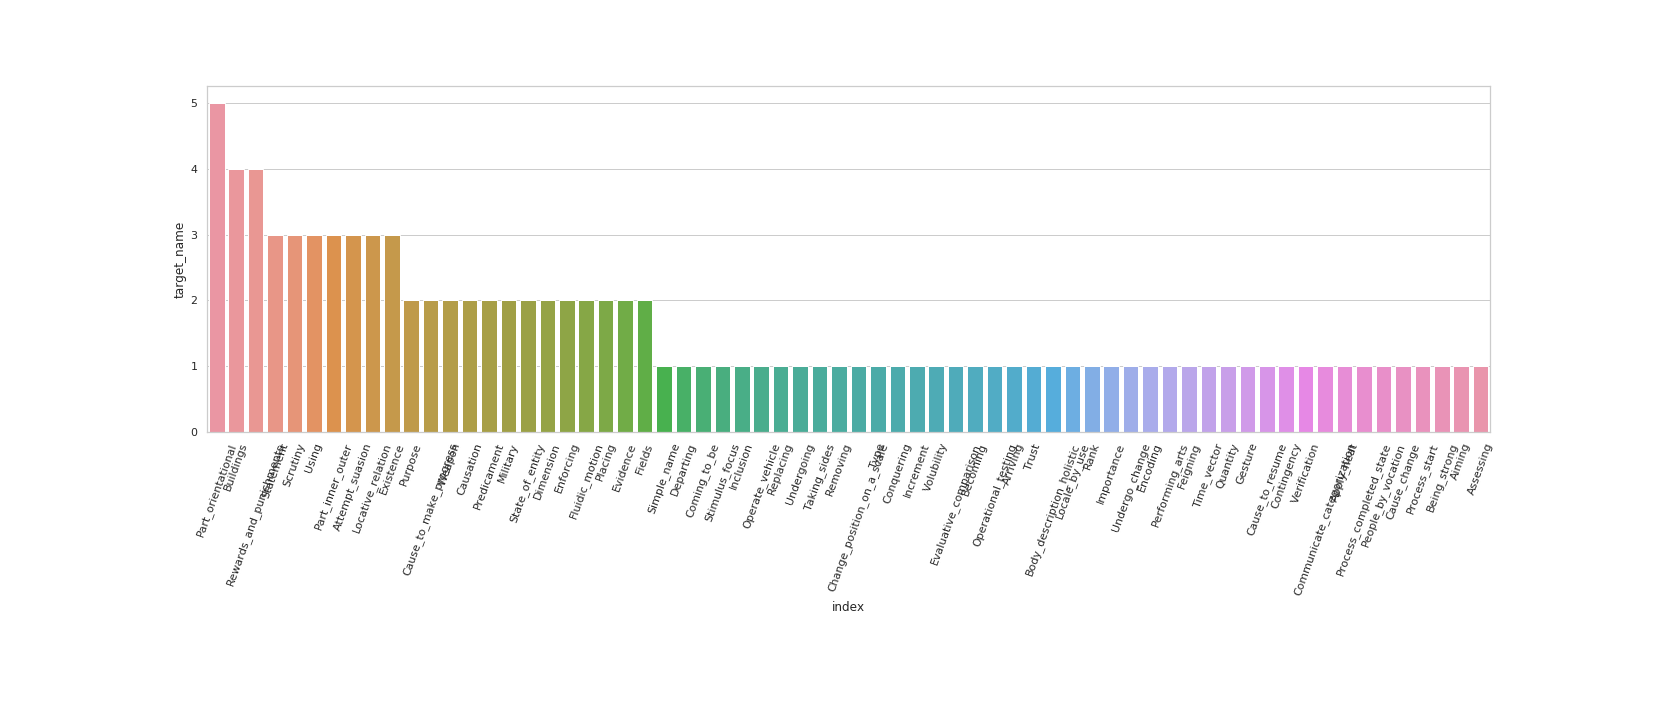 target_name
5
4
3
2
1
0
Part_orientational
Buildings
Rewards_and_punishments
Statement
Scrutiny
Using
Part_inner_outer
Attempt_suasion
Locative_relation
Existence
Purpose
Cause_to_make_progress
Weapon
Causation
Predicament
Military
State_of_entity
Dimension
Enforcing
Fluidic_motion
Placing
Evidence
Fields
Simple_name
Departing
Coming_to_be
Stimulus_focus
Inclusion
Operate_vehicle
Replacing
Undergoing
Taking_sides
Removing
Change_position_on_a_scale
Type
Conquering
Increment
Volubility
Evaluative_comparison
Becoming
Operational_testing
Arriving
Trust
Body_description_holistic
Locale_by_use
Rank
Importance
Undergo_change
Encoding
Performing_arts
Feigning
Time_vector
Quantity
Gesture
Cause_to_resume
Contingency
Verification
Communicate_categorization
Process_completed_state
People_by_vocation
Cause_change
Process_start
Being_strong
Aiming
Assessing
index